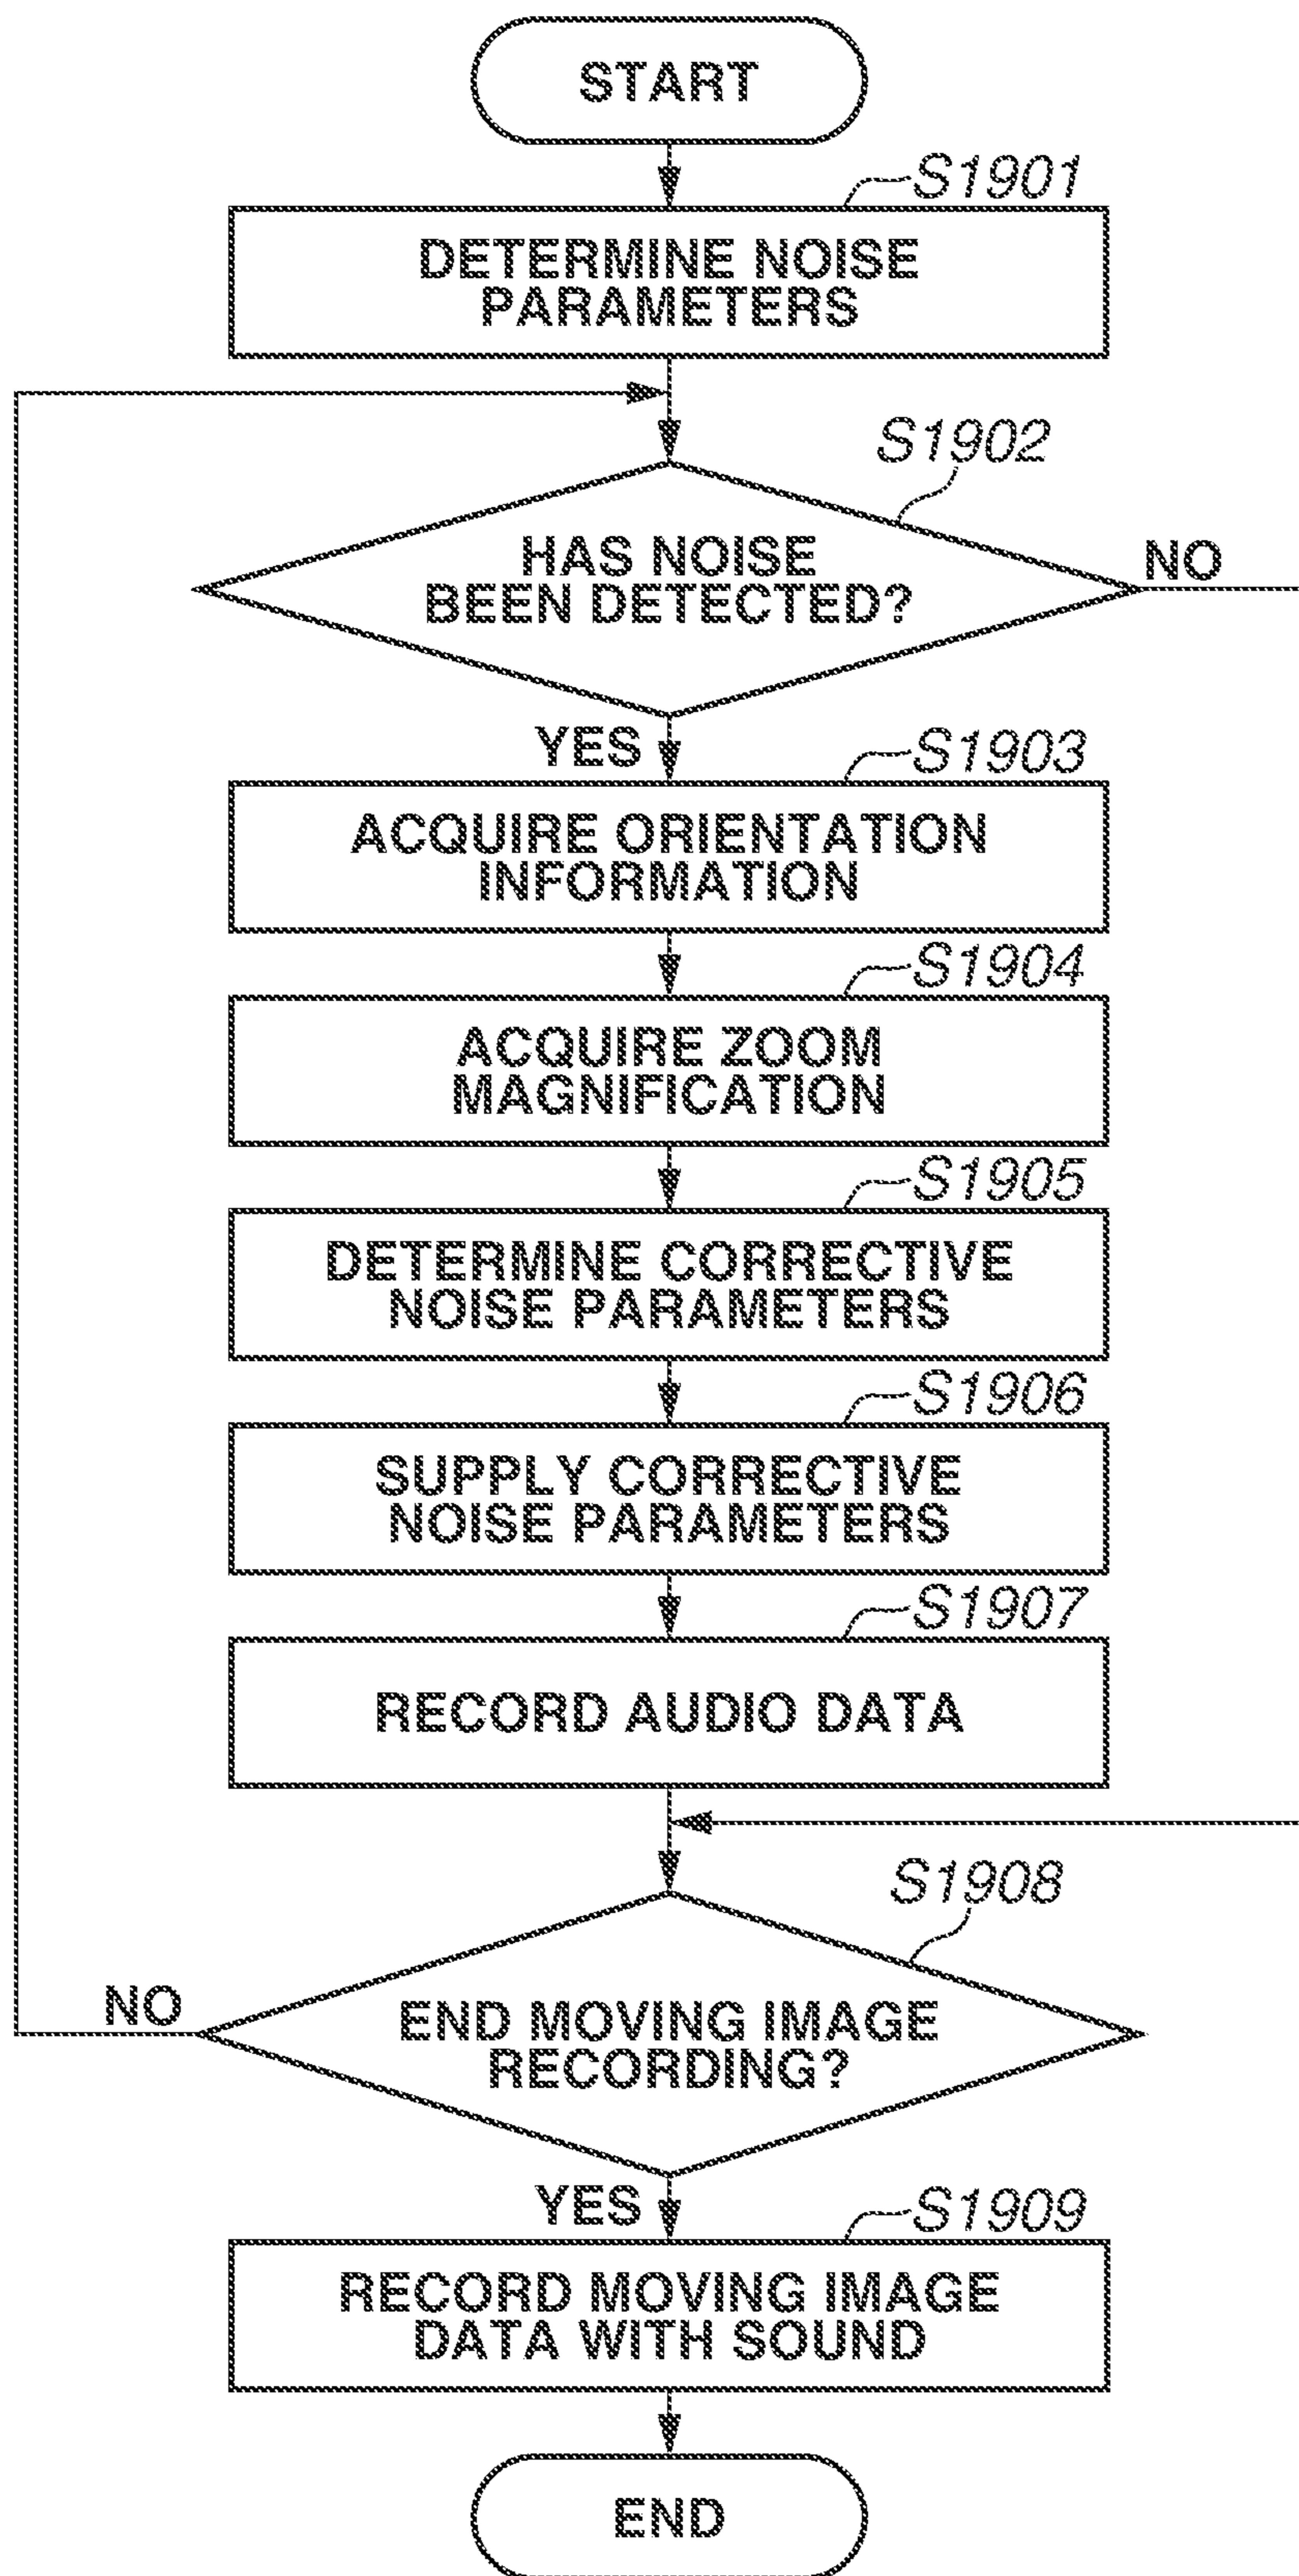 START
S1901
DETERMINE NOISE
PARAMETERS
S1902
HAS NOISE
BEEN DETECTED?
NO
YES
S1903
ACQUIRE ORIENTATION
INFORMATION
S1904
ACQUIRE ZOOM
MAGNIFICATION
S1905
DETERMINE CORRECTIVE
NOISE PARAMETERS
S1906
SUPPLY CORRECTIVE
NOISE PARAMETERS
S1907
RECORD AUDIO DATA
S1908
NO
END MOVING IMAGE
RECORDING?
YES
S1909
RECORD MOVING IMAGE
DATA WITH SOUND
END